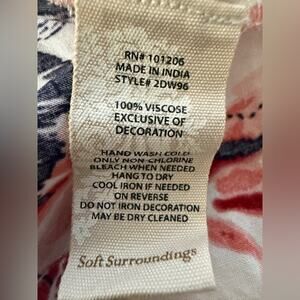 RN# 101206
MADE IN INDIA
STYLE# 2DW96
100% VISCOSE
EXCLUSIVE OF
DECORATION
HAND WASH COLD
ONLY NON-CHLORINE
BLEACH WHEN NEEDED
HANG TO DRY
COOL IRON IF NEEDED
ON REVERSE
DO NOT IRON DECORATION
MAY BE DRY CLEANED
Soft Surroundings